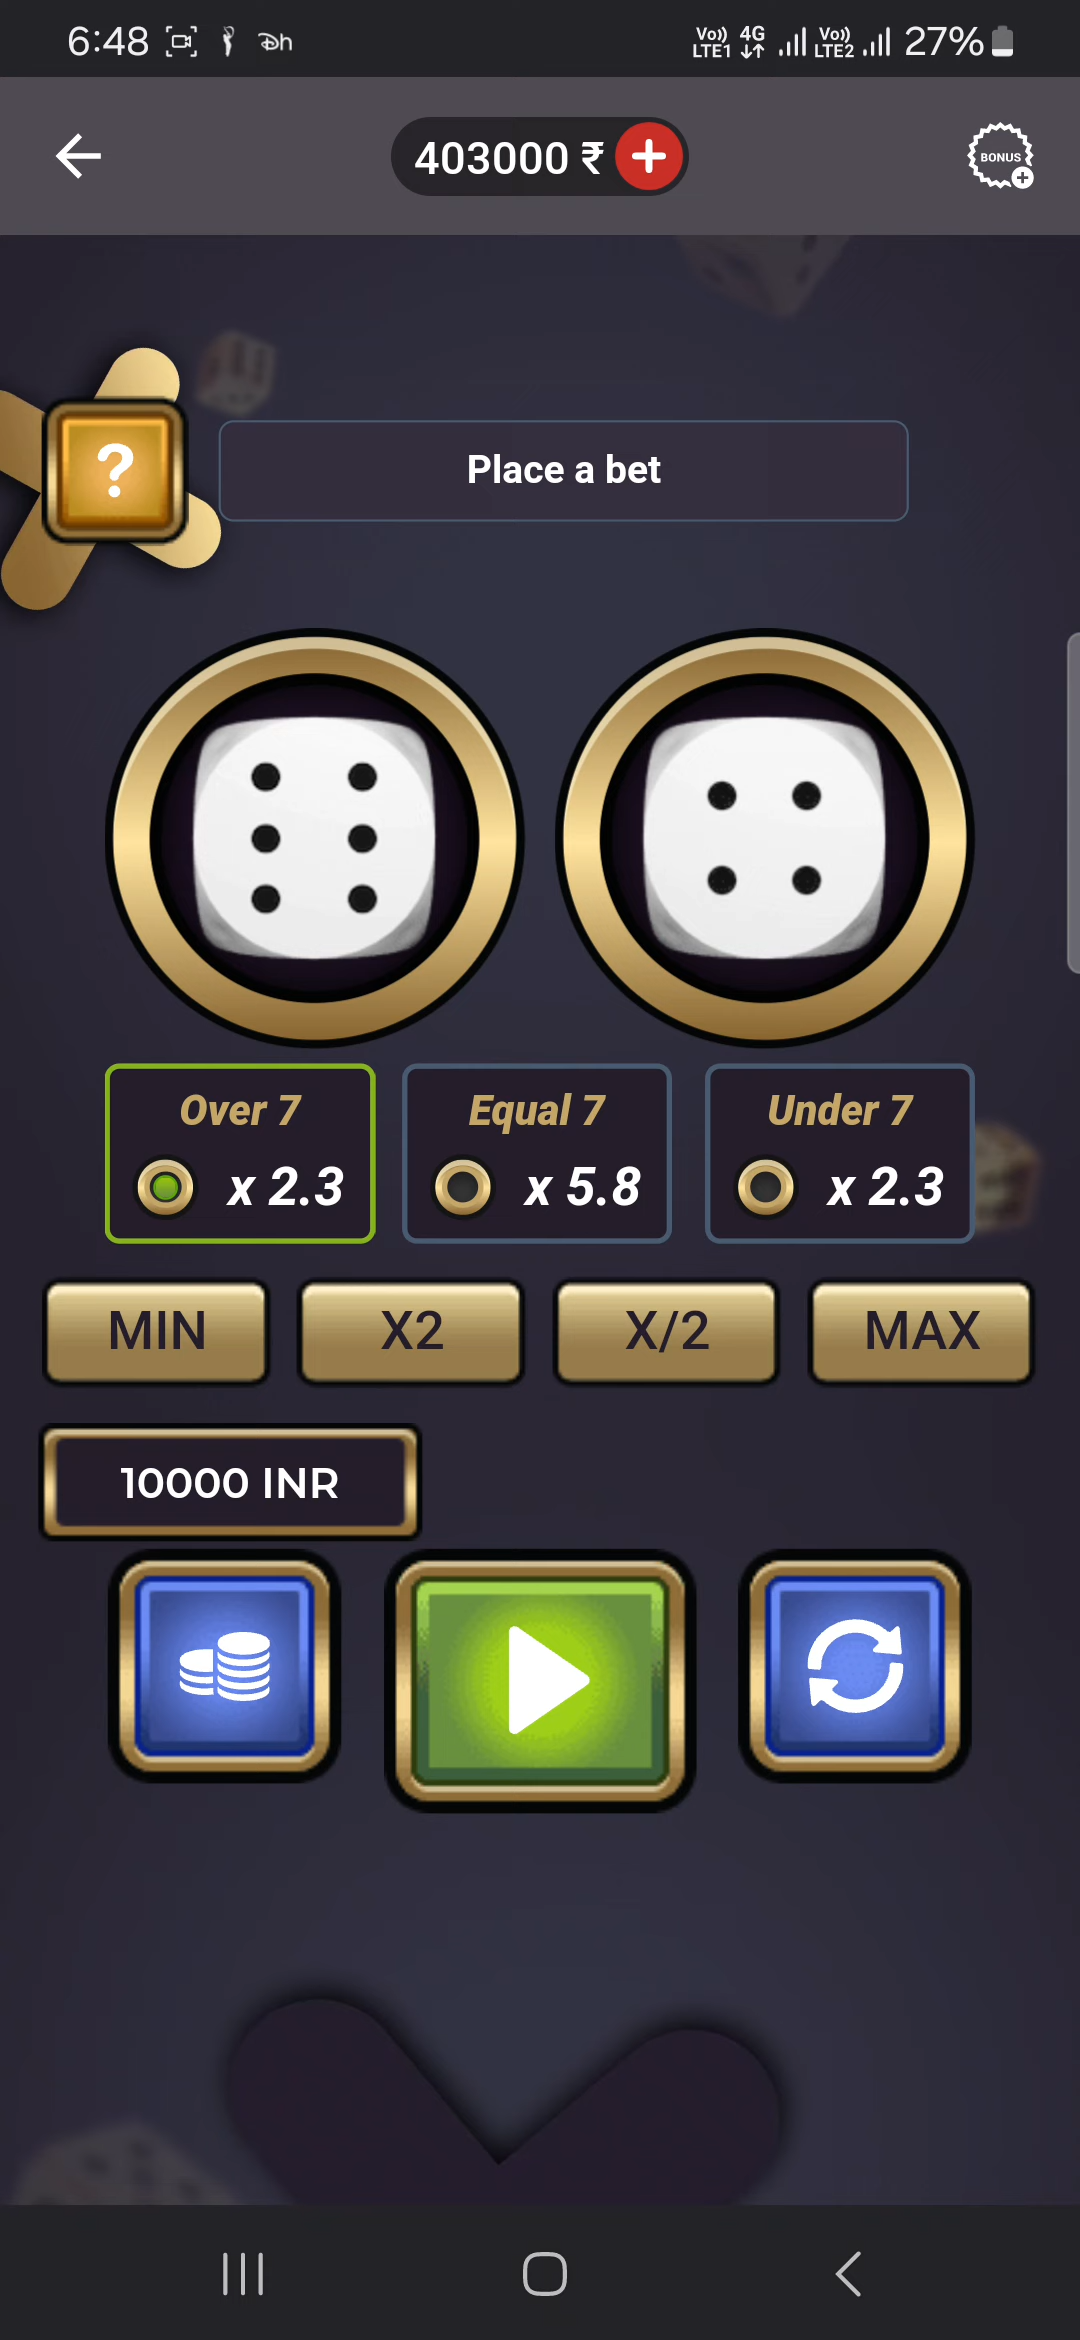 6:48 Dh Vo)) LTE1 4G Vo)) LTE2 27%
403000 ₹
BONUS
?
Place a bet
Over 7 Equal 7 Under 7
x 2.3 x 5.8 x 2.3
MIN X2 X/2 MAX
10000 INR